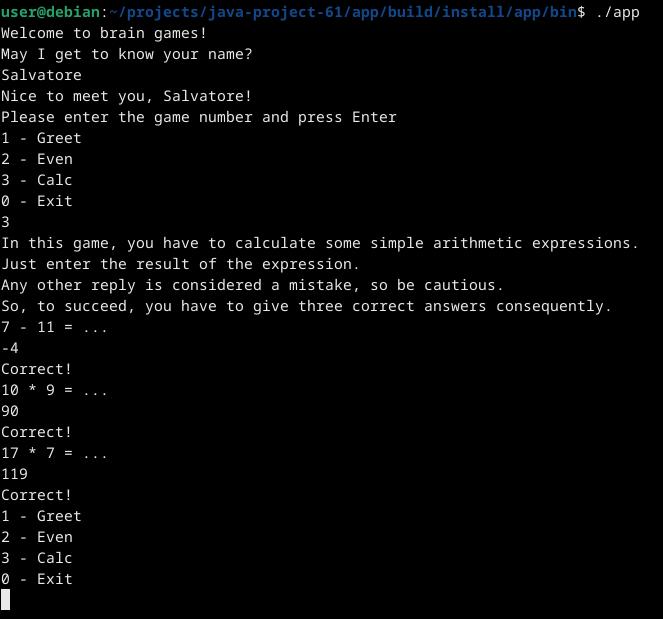 user@debian:~/projects/java-project-61/app/build/install/app/bin$ ./app
Welcome to brain games!
May I get to know your name?
Salvatore
Nice to meet you, Salvatore!
Please enter the game number and press Enter
1 - Greet
2 - Even
3 - Calc
0 - Exit
3
In this game, you have to calculate some simple arithmetic expressions.
Just enter the result of the expression.
Any other reply is considered a mistake, so be cautious.
So, to succeed, you have to give three correct answers consequently.
7 - 11 = ...
-4
Correct!
10 * 9 = ...
90
Correct!
17 * 7 = ...
119
Correct!
1 - Greet
2 - Even
3 - Calc
0 - Exit